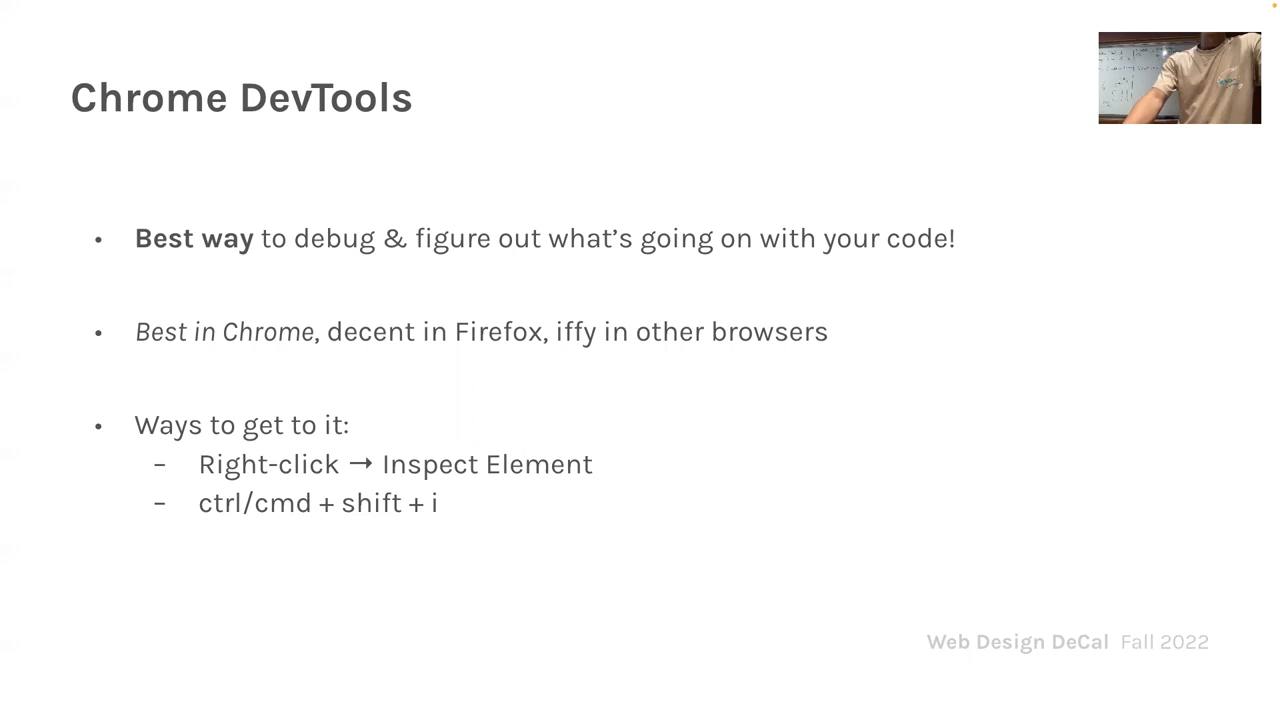 Chrome DevTools
• Best way to debug & figure out what's going on with your code!
• Best in Chrome, decent in Firefox, iffy in other browsers
• Ways to get to it:
– Right-click → Inspect Element
– ctrl/cmd + shift + i
Web Design DeCal Fall 2022